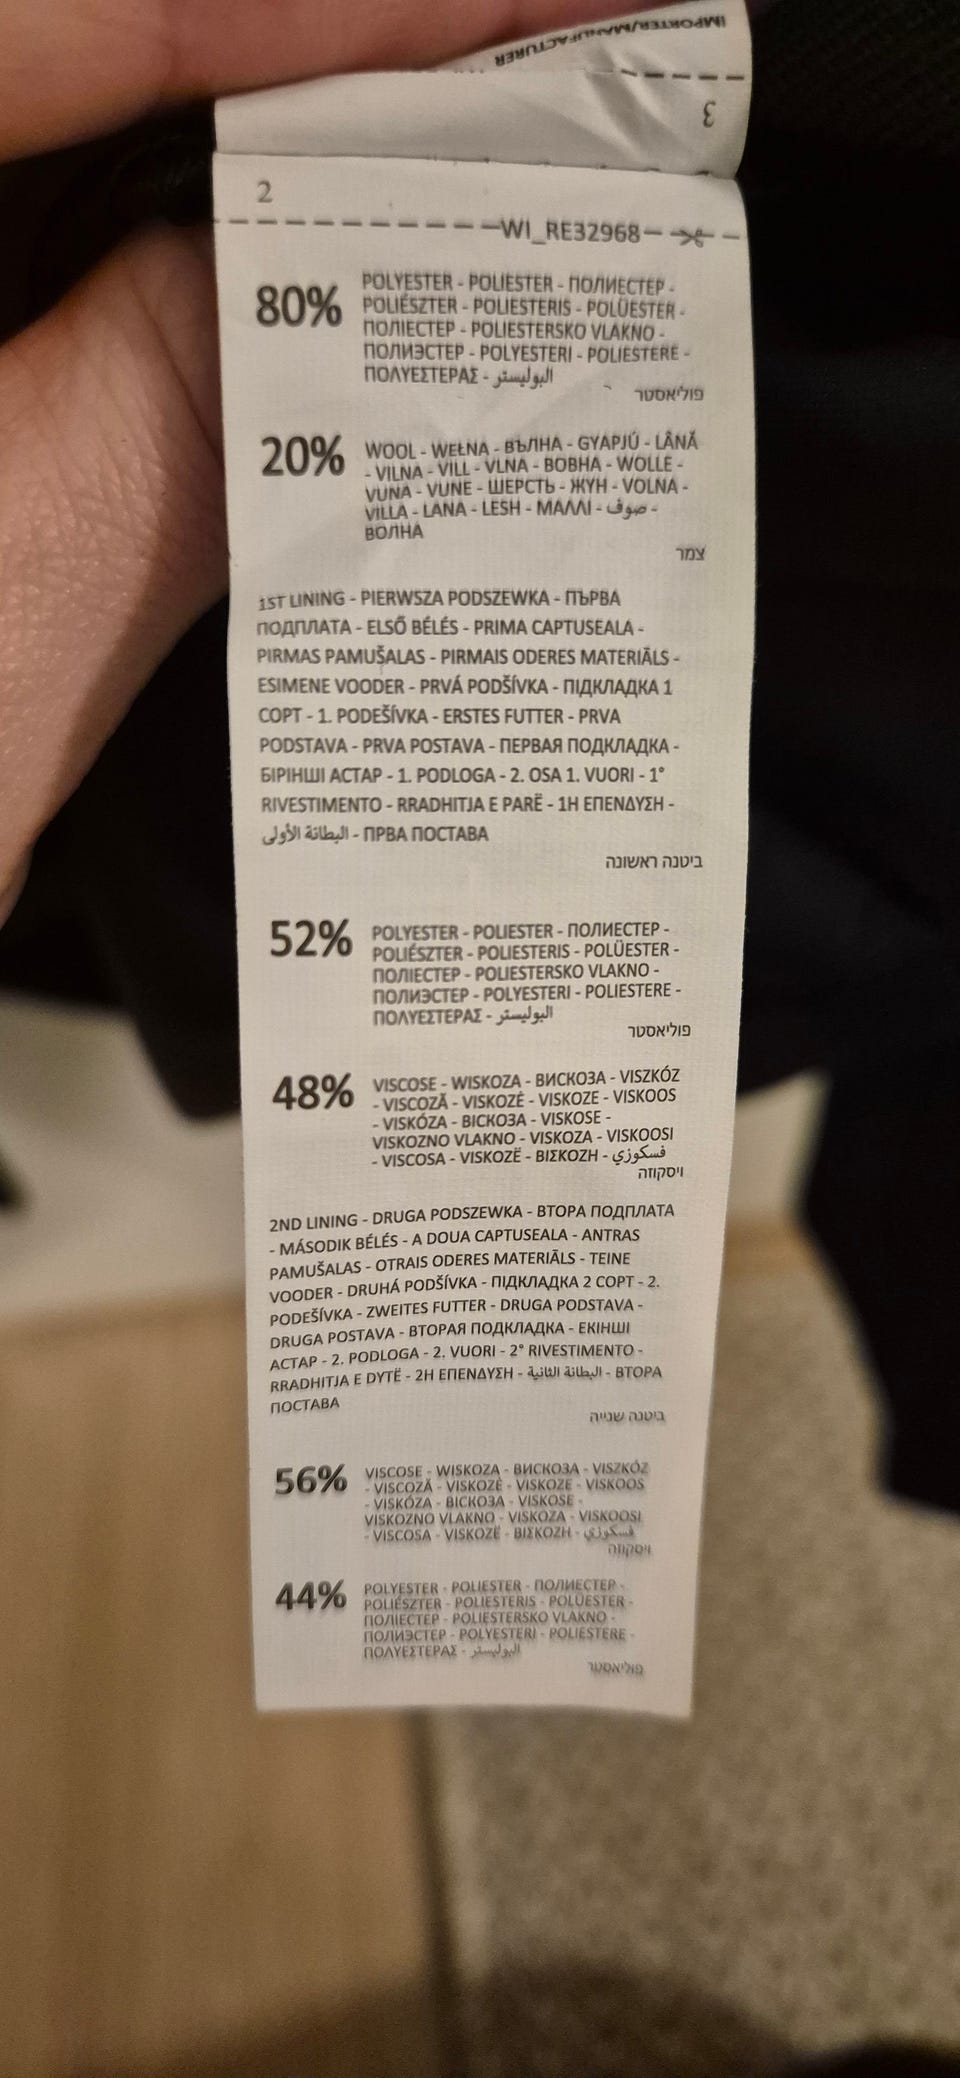 IMPORTER/MANUFACTURER
3
2
WI_RE32968
80%
POLYESTER - POLIESTER - ПОЛИЕСТЕР -
POLIÉSZTER - POLIESTERIS - POLÜESTER -
ПОЛІЕСТЕР - POLIESTERSKO VLAKNO -
ПОЛИЭСТЕР - POLYESTERI - POLIESTERE -
ΠΟΛΥΕΣΤΕΡΑΣ - البوليستر
פוליאסטר
20%
WOOL - WEŁNA - ВЪЛНА - GYAPJÚ - LÂNĂ
- VILNA - VILL - VLNA - ВОВНА - WOLLE -
VUNA - VUNE - ШЕРСТЬ - ЖҮН - VOLNA -
VILLA - LANA - LESH - ΜΑΛΛΙ - صوف -
ВОЛНА
צמר
1ST LINING - PIERWSZA PODSZEWKA - ПЪРВА
ПОДПЛАТА - ELSŐ BÉLÉS - PRIMA CAPTUSEALA -
PIRMAS PAMUŠALAS - PIRMAIS ODERES MATERIĀLS -
ESIMENE VOODER - PRVÁ PODŠÍVKA - ПІДКЛАДКА 1
СОРТ - 1. PODEŠÍVKA - ERSTES FUTTER - PRVA
PODSTAVA - PRVA POSTAVA - ПЕРВАЯ ПОДКЛАДКА -
БІРІНШІ АСТАР - 1. PODLOGA - 2. OSA 1. VUORI - 1°
RIVESTIMENTO - RRADHITJA E PARË - 1Η ΕΠΕΝΔΥΣΗ -
البطانة الأولى - ПРВА ПОСТАВА
ביטנה ראשונה
52%
POLYESTER - POLIESTER - ПОЛИЕСТЕР -
POLIÉSZTER - POLIESTERIS - POLÜESTER -
ПОЛІЕСТЕР - POLIESTERSKO VLAKNO -
ПОЛИЭСТЕР - POLYESTERI - POLIESTERE -
ΠΟΛΥΕΣΤΕΡΑΣ - البوليستر
פוליאסטר
48%
VISCOSE - WISKOZA - ВИСКОЗА - VISZKÓZ
- VISCOZĂ - VISKOZĖ - VISKOZE - VISKOOS
- VISKÓZA - ВІСКОЗА - VISKOSE -
VISKOZNO VLAKNO - VISKOZA - VISKOOSI
- VISCOSA - VISKOZË - ΒΙΣΚΟΖΗ - فسكوزي
ויסקוזה
2ND LINING - DRUGA PODSZEWKA - ВТОРА ПОДПЛАТА
- MÁSODIK BÉLÉS - A DOUA CAPTUSEALA - ANTRAS
PAMUŠALAS - OTRAIS ODERES MATERIĀLS - TEINE
VOODER - DRUHÁ PODŠÍVKA - ПІДКЛАДКА 2 СОРТ - 2.
PODEŠÍVKA - ZWEITES FUTTER - DRUGA PODSTAVA -
DRUGA POSTAVA - ВТОРАЯ ПОДКЛАДКА - ЕКІНШІ
АСТАР - 2. PODLOGA - 2. VUORI - 2° RIVESTIMENTO -
RRADHITJA E DYTË - 2Η ΕΠΕΝΔΥΣΗ - البطانة الثانية - ВТОРА
ПОСТАВА
ביטנה שנייה
56%
VISCOSE - WISKOZA - ВИСКОЗА - VISZKÓZ
- VISCOZĂ - VISKOZĖ - VISKOZE - VISKOOS
- VISKÓZA - ВІСКОЗА - VISKOSE -
VISKOZNO VLAKNO - VISKOZA - VISKOOSI
- VISCOSA - VISKOZË - ΒΙΣΚΟΖΗ - فسكوزي
ויסקוזה
44%
POLYESTER - POLIESTER - ПОЛИЕСТЕР -
POLIÉSZTER - POLIESTERIS - POLÜESTER -
ПОЛІЕСТЕР - POLIESTERSKO VLAKNO -
ПОЛИЭСТЕР - POLYESTERI - POLIESTERE -
ΠΟΛΥΕΣΤΕΡΑΣ - البوليستر
פוליאסטר